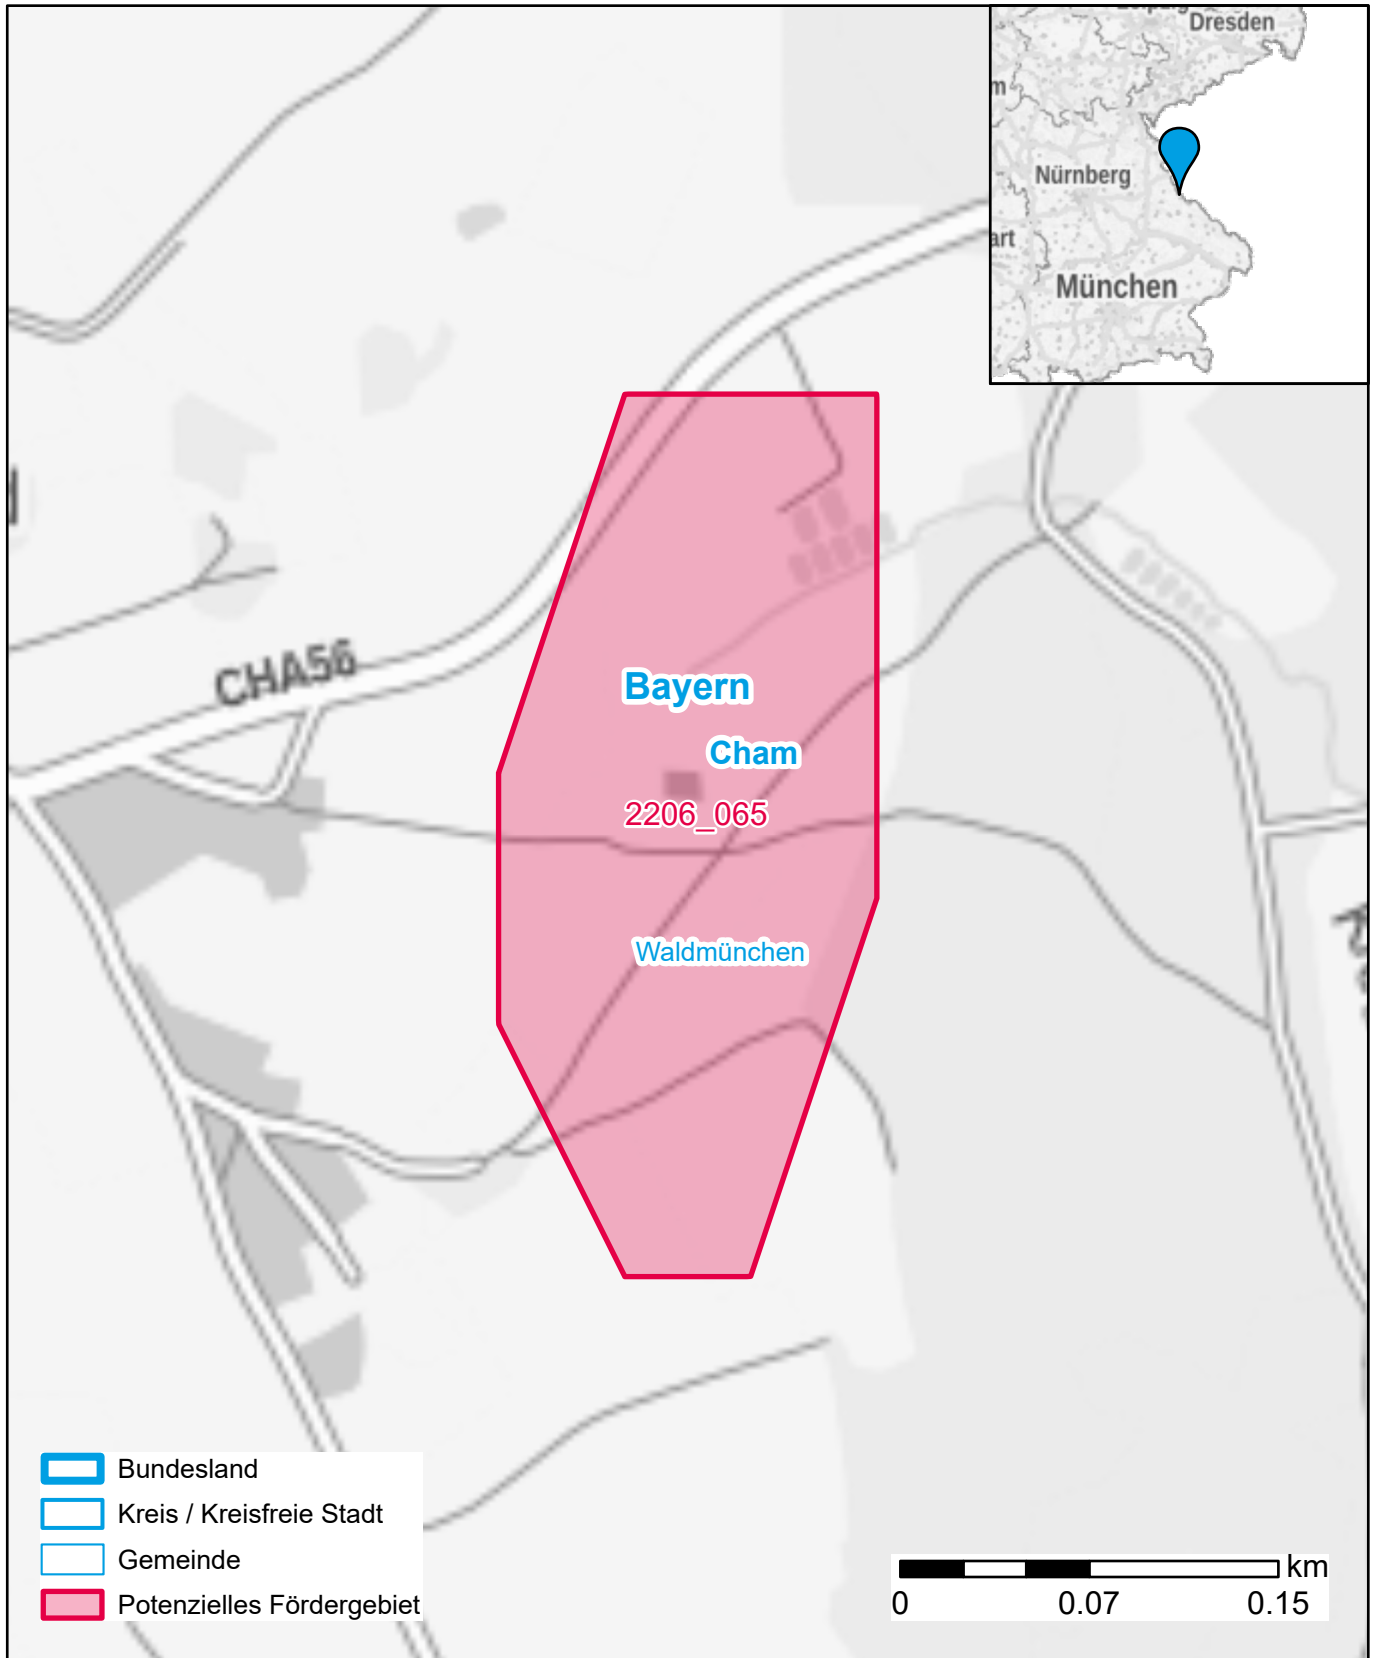 Dresden
Nürnberg
München
CHA56
Bayern
Cham
2206_065
Waldmünchen
Bundesland
Kreis / Kreisfreie Stadt
Gemeinde
Potenzielles Fördergebiet
km
0 0.07 0.15